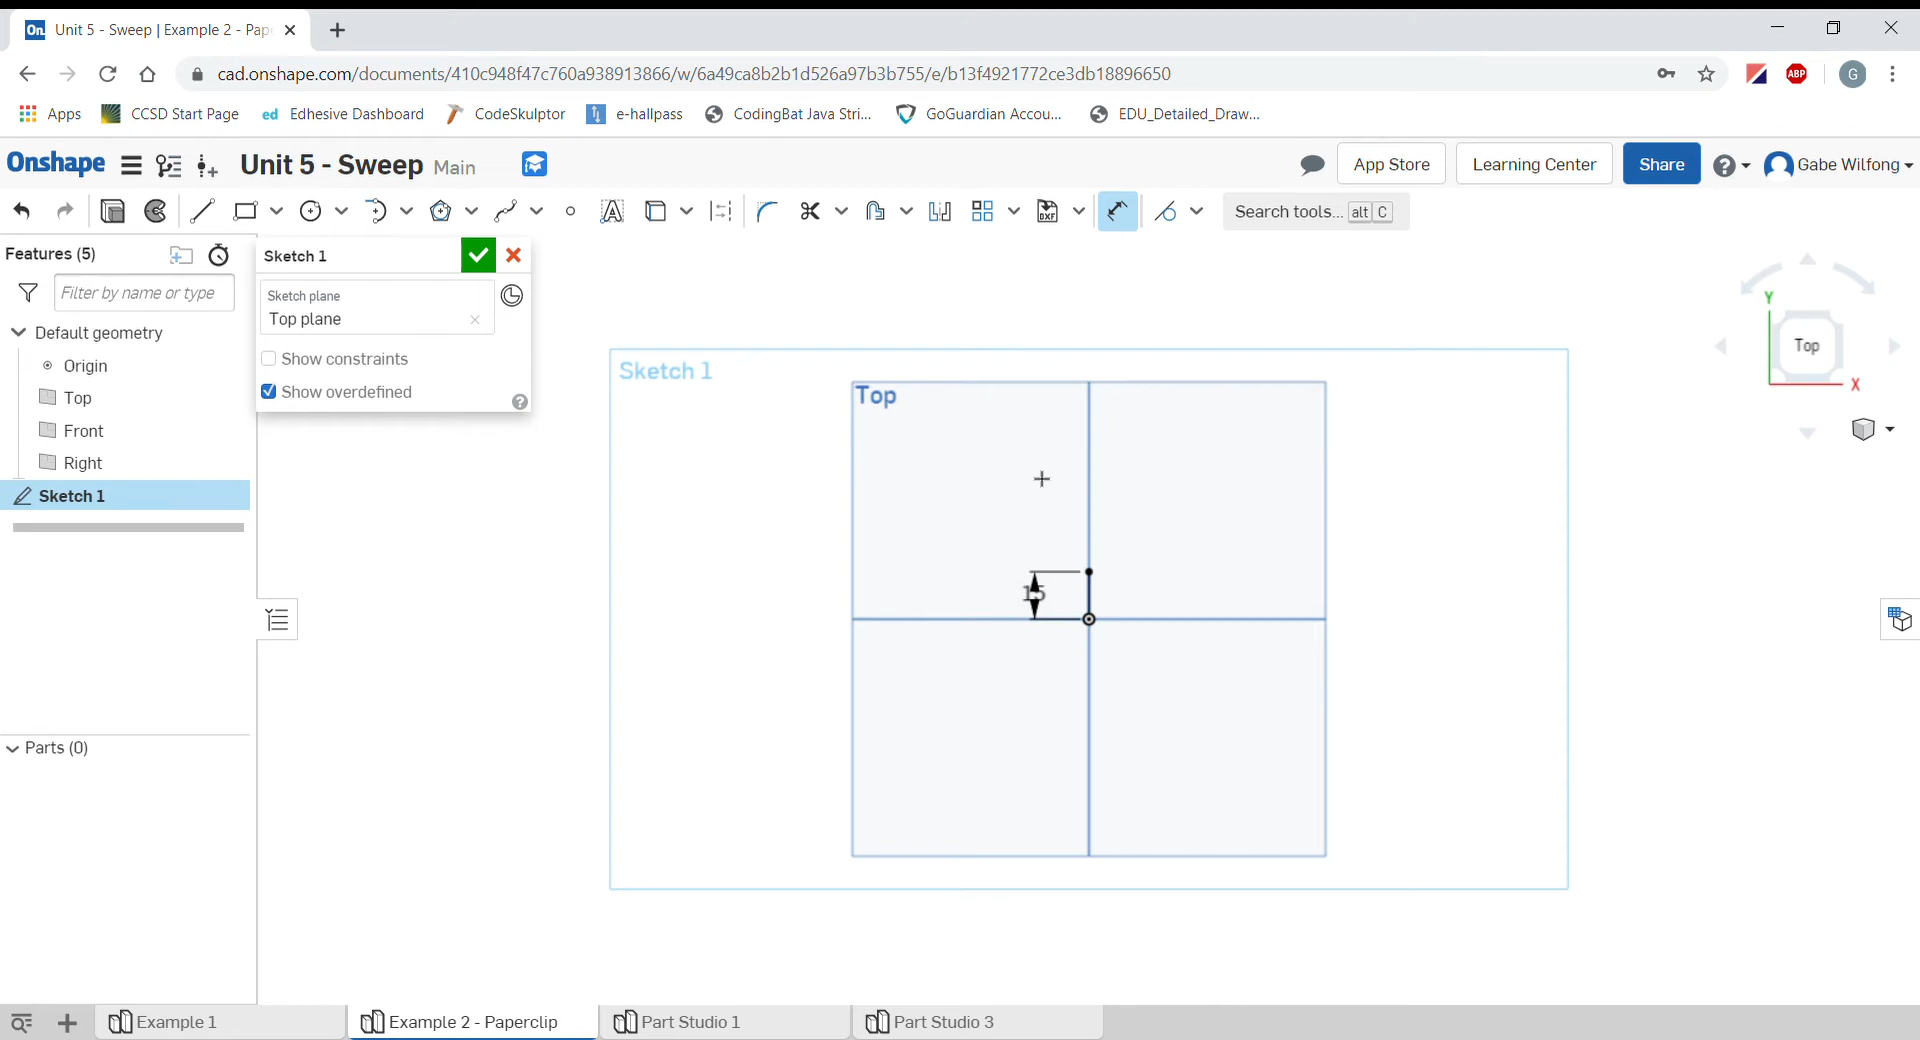 Unit 5 - Sweep | Example 2 - Pap
cad.onshape.com/documents/410c948f47c760a938913866/w/6a49ca8b2b1d526a97b3b755/e/b13f4921772ce3db18896650
ABP
G
Apps
CCSD Start Page
ed Edhesive Dashboard
CodeSkulptor
e-hallpass
CodingBat Java Stri...
GoGuardian Accou...
EDU_Detailed_Draw...
Onshape
Unit 5 - Sweep Main
App Store
Learning Center
Share
Gabe Wilfong
Search tools... alt C
Features (5)
Filter by name or type
Default geometry
Origin
Top
Front
Right
Sketch 1
Parts (0)
Sketch 1
Sketch plane
Top plane
Show constraints
Show overdefined
Sketch 1
Top
15
Y
Top
X
Example 1
Example 2 - Paperclip
Part Studio 1
Part Studio 3